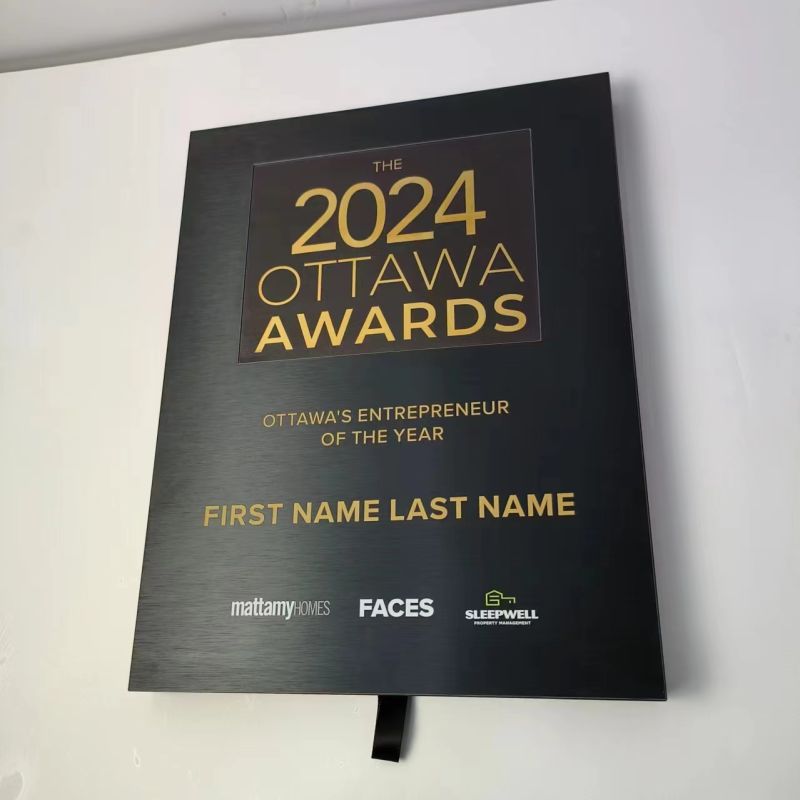 THE
2024
OTTAWA
AWARDS
OTTAWA'S ENTREPRENEUR
OF THE YEAR
FIRST NAME LAST NAME
mattamyHOMES FACES SLEEPWELL
PROPERTY MANAGEMENT